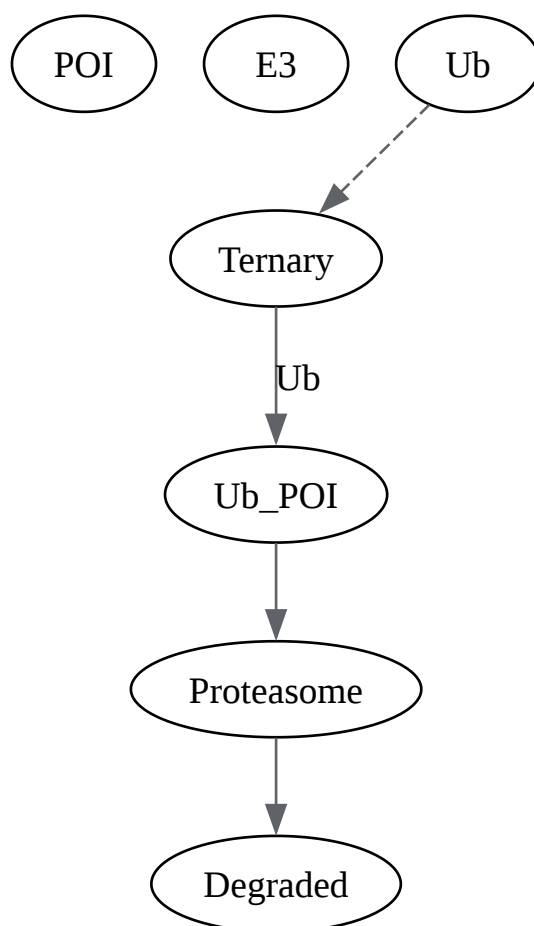 POI E3 Ub
Ternary
Ub
Ub_POI
Proteasome
Degraded